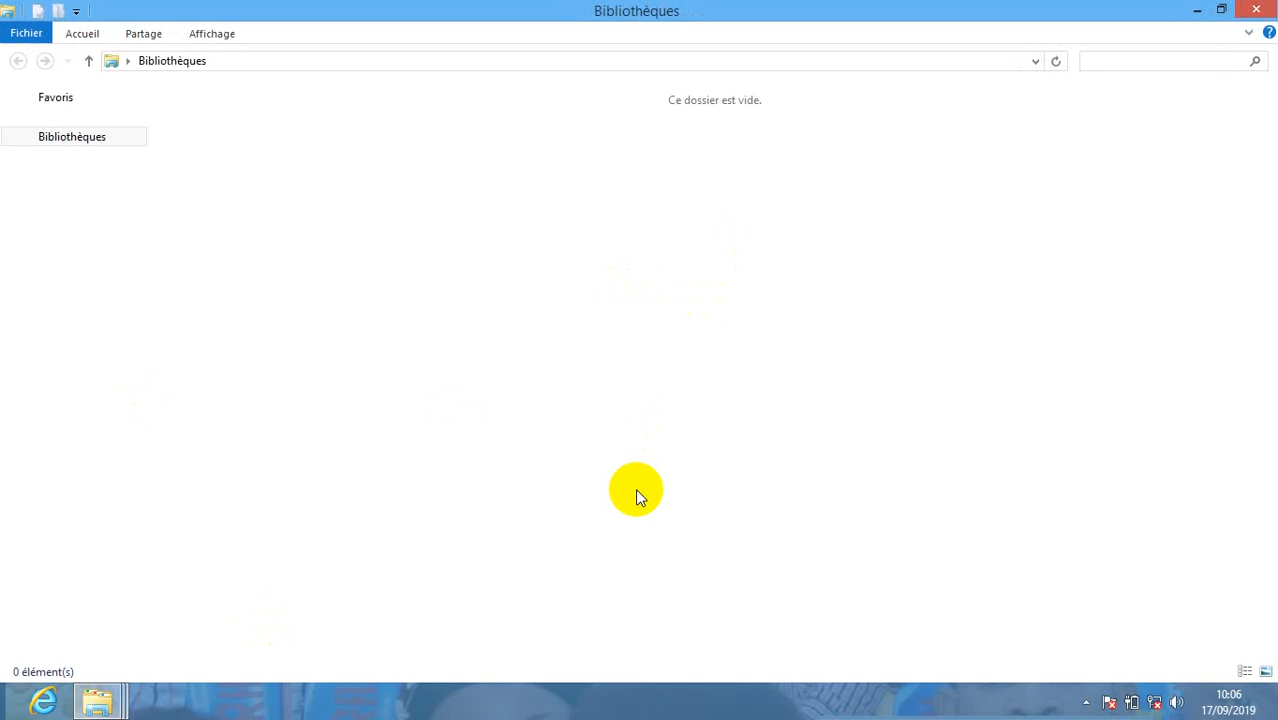 Bibliothèques
Fichier Accueil Partage Affichage
Bibliothèques
Favoris
Ce dossier est vide.
Bibliothèques
0 élément(s)
10:06
17/09/2019